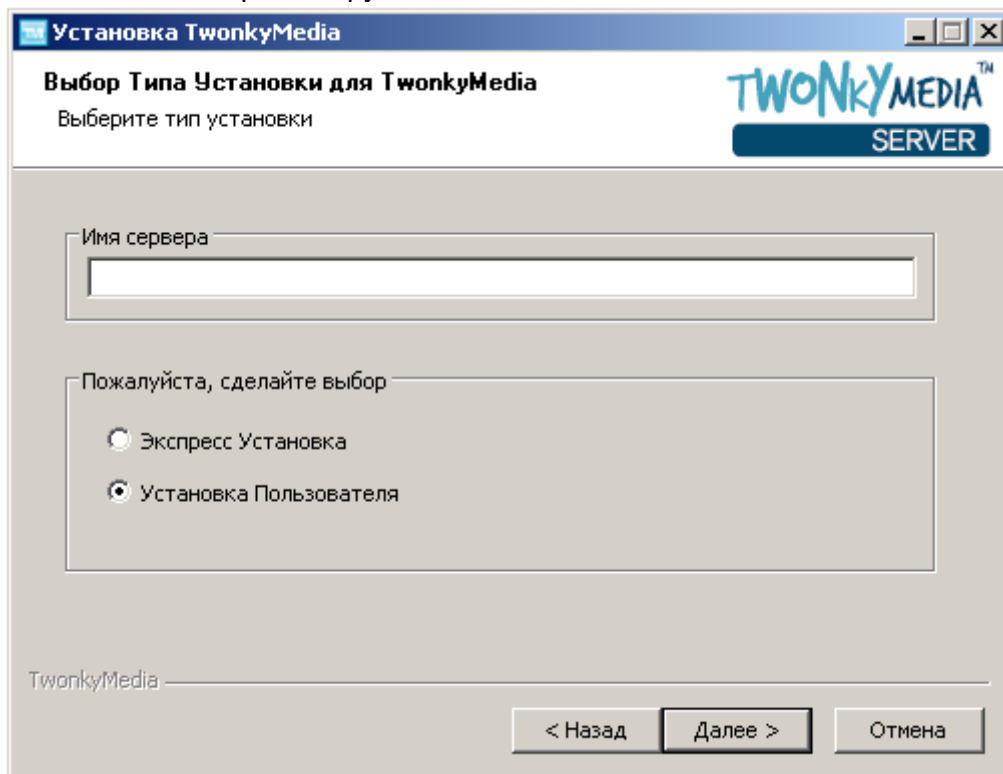 Установка TwonkyMedia
Выбор Типа Установки для TwonkyMedia
Выберите тип установки
TWONKYMEDIA™
SERVER
Имя сервера
Пожалуйста, сделайте выбор
Экспресс Установка
Установка Пользователя
TwonkyMedia
< Назад
Далее >
Отмена